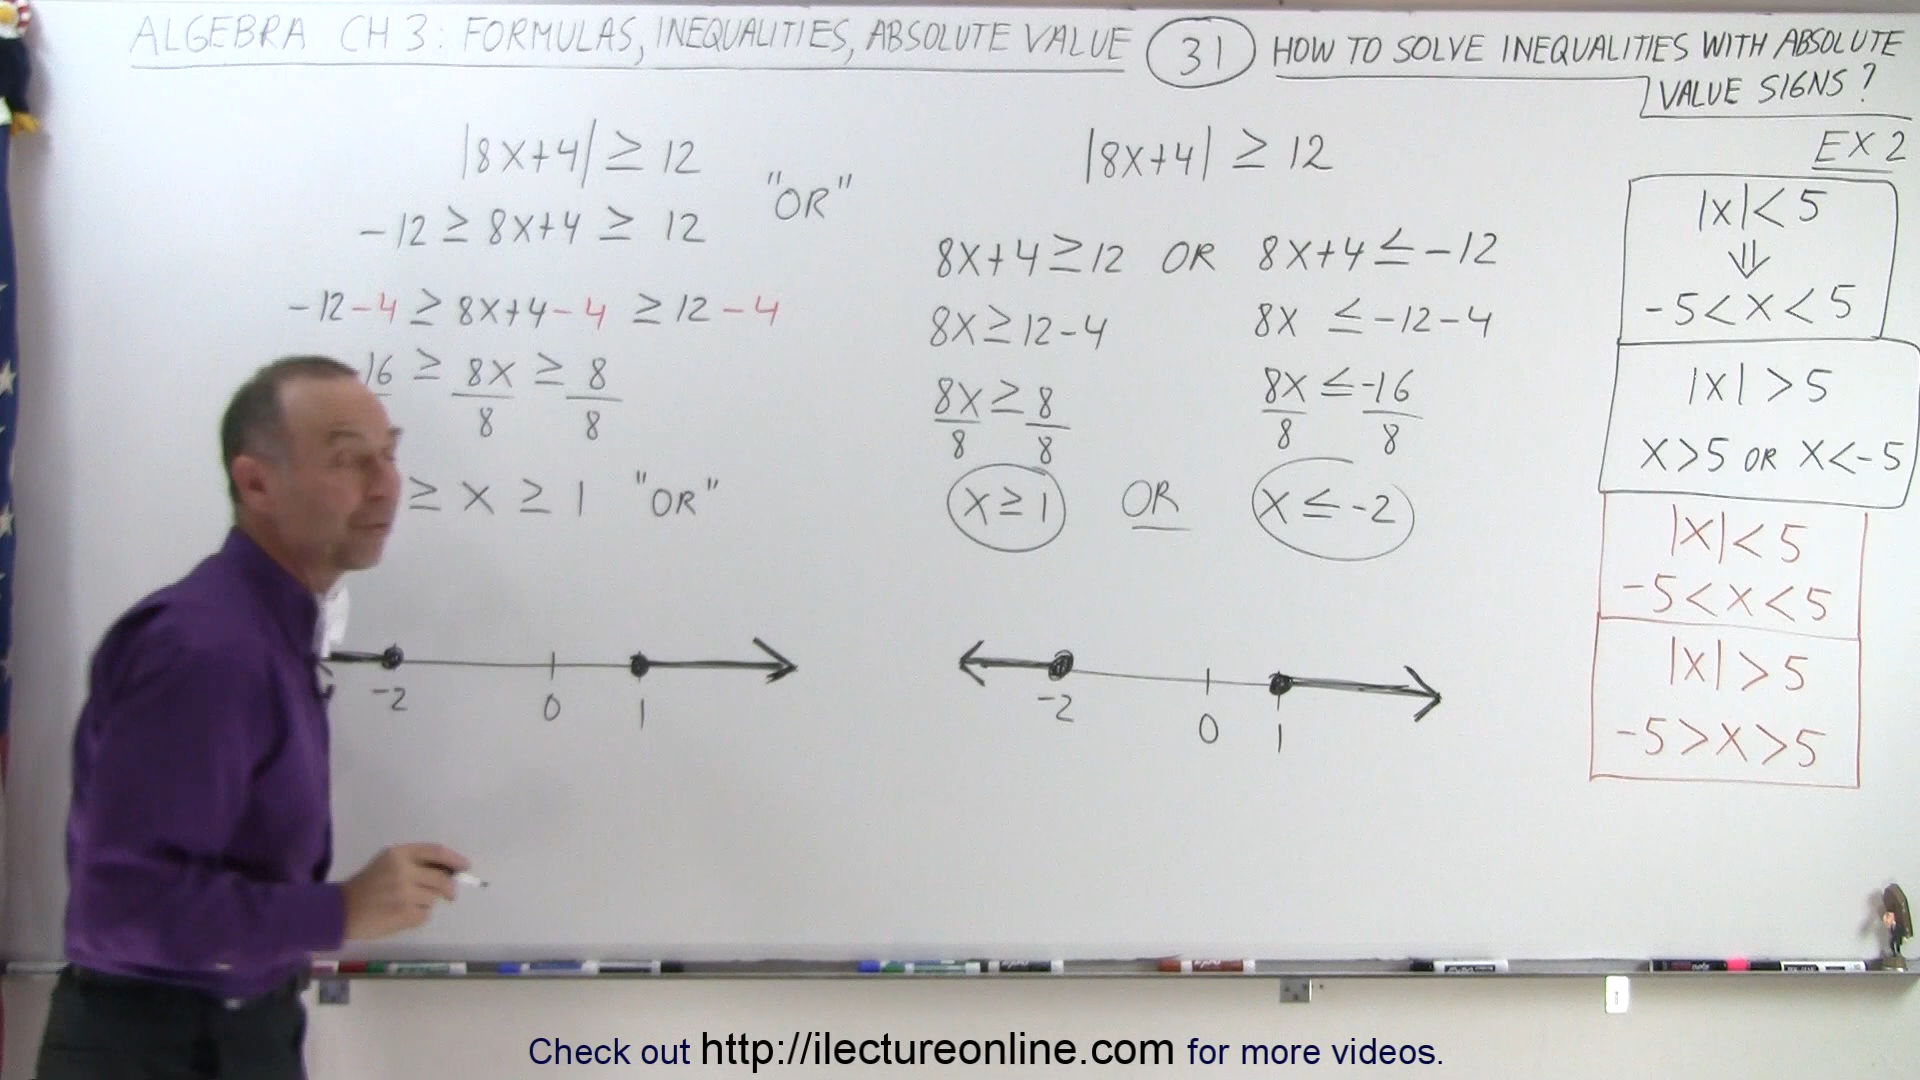 ALGEBRA CH 3: FORMULAS, INEQUALITIES, ABSOLUTE VALUE 31 HOW TO SOLVE INEQUALITIES WITH ABSOLUTE
VALUE SIGNS?
EX 2
|8X+4| ≥ 12
"OR"
-12 ≥ 8X+4 ≥ 12
-12-4 ≥ 8X+4-4 ≥ 12-4
16 ≥ 8X ≥ 8
8 8
≥ X ≥ 1 "OR"
-2 0 1
|8X+4| ≥ 12
8X+4≥12 OR 8X+4≤-12
8X≥12-4 8X ≤-12-4
8X≥8 8X≤-16
8 8 8 8
X≥1 OR X≤-2
-2 0 1
|X|<5
⇓
-5<X<5
|X|>5
X>5 OR X<-5
|X|<5
-5<X<5
|X|>5
-5>X>5
Check out http://ilectureonline.com for more videos.